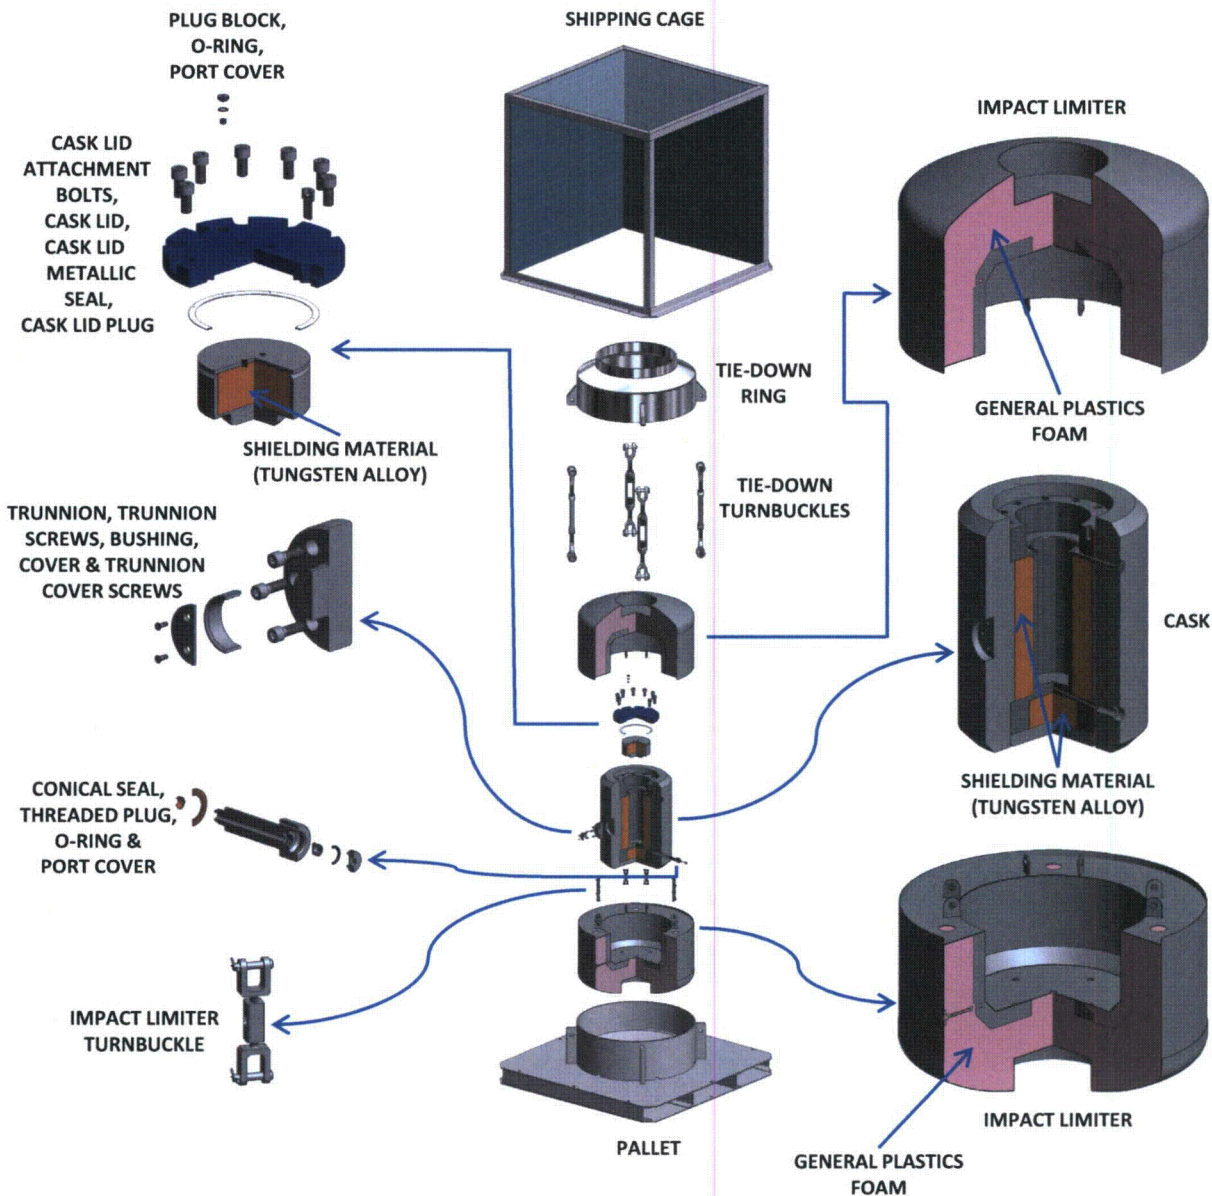 PLUG BLOCK,
O-RING,
PORT COVER
SHIPPING CAGE
IMPACT LIMITER
CASK LID
ATTACHMENT
BOLTS,
CASK LID,
CASK LID
METALLIC
SEAL,
CASK LID PLUG
TIE-DOWN
RING
GENERAL PLASTICS
FOAM
SHIELDING MATERIAL
(TUNGSTEN ALLOY)
TIE-DOWN
TURNBUCKLES
TRUNNION, TRUNNION
SCREWS, BUSHING,
COVER & TRUNNION
COVER SCREWS
CASK
SHIELDING MATERIAL
(TUNGSTEN ALLOY)
CONICAL SEAL,
THREADED PLUG,
O-RING &
PORT COVER
IMPACT LIMITER
TURNBUCKLE
IMPACT LIMITER
PALLET
GENERAL PLASTICS
FOAM